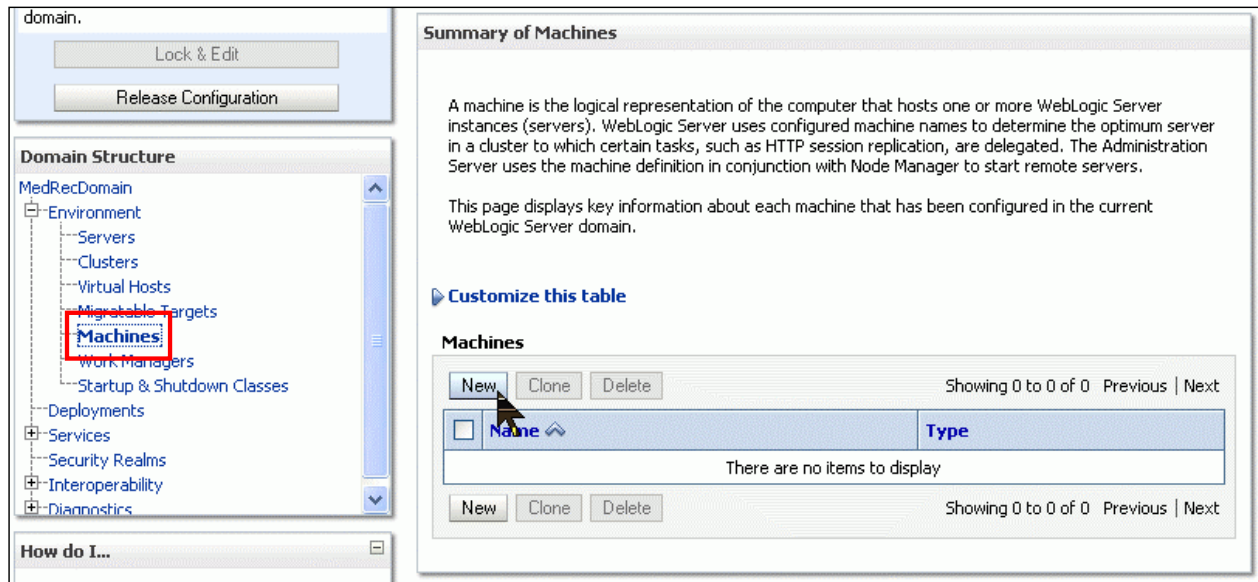 domain.
Lock & Edit
Release Configuration
Domain Structure
MedRecDomain
Environment
Servers
Clusters
Virtual Hosts
Migratable Targets
Machines
Work Managers
Startup & Shutdown Classes
Deployments
Services
Security Realms
Interoperability
Diagnostics
How do I...
Summary of Machines
A machine is the logical representation of the computer that hosts one or more WebLogic Server
instances (servers). WebLogic Server uses configured machine names to determine the optimum server
in a cluster to which certain tasks, such as HTTP session replication, are delegated. The Administration
Server uses the machine definition in conjunction with Node Manager to start remote servers.
This page displays key information about each machine that has been configured in the current
WebLogic Server domain.
Customize this table
Machines
New Clone Delete Showing 0 to 0 of 0 Previous | Next
Name Type
There are no items to display
New Clone Delete Showing 0 to 0 of 0 Previous | Next